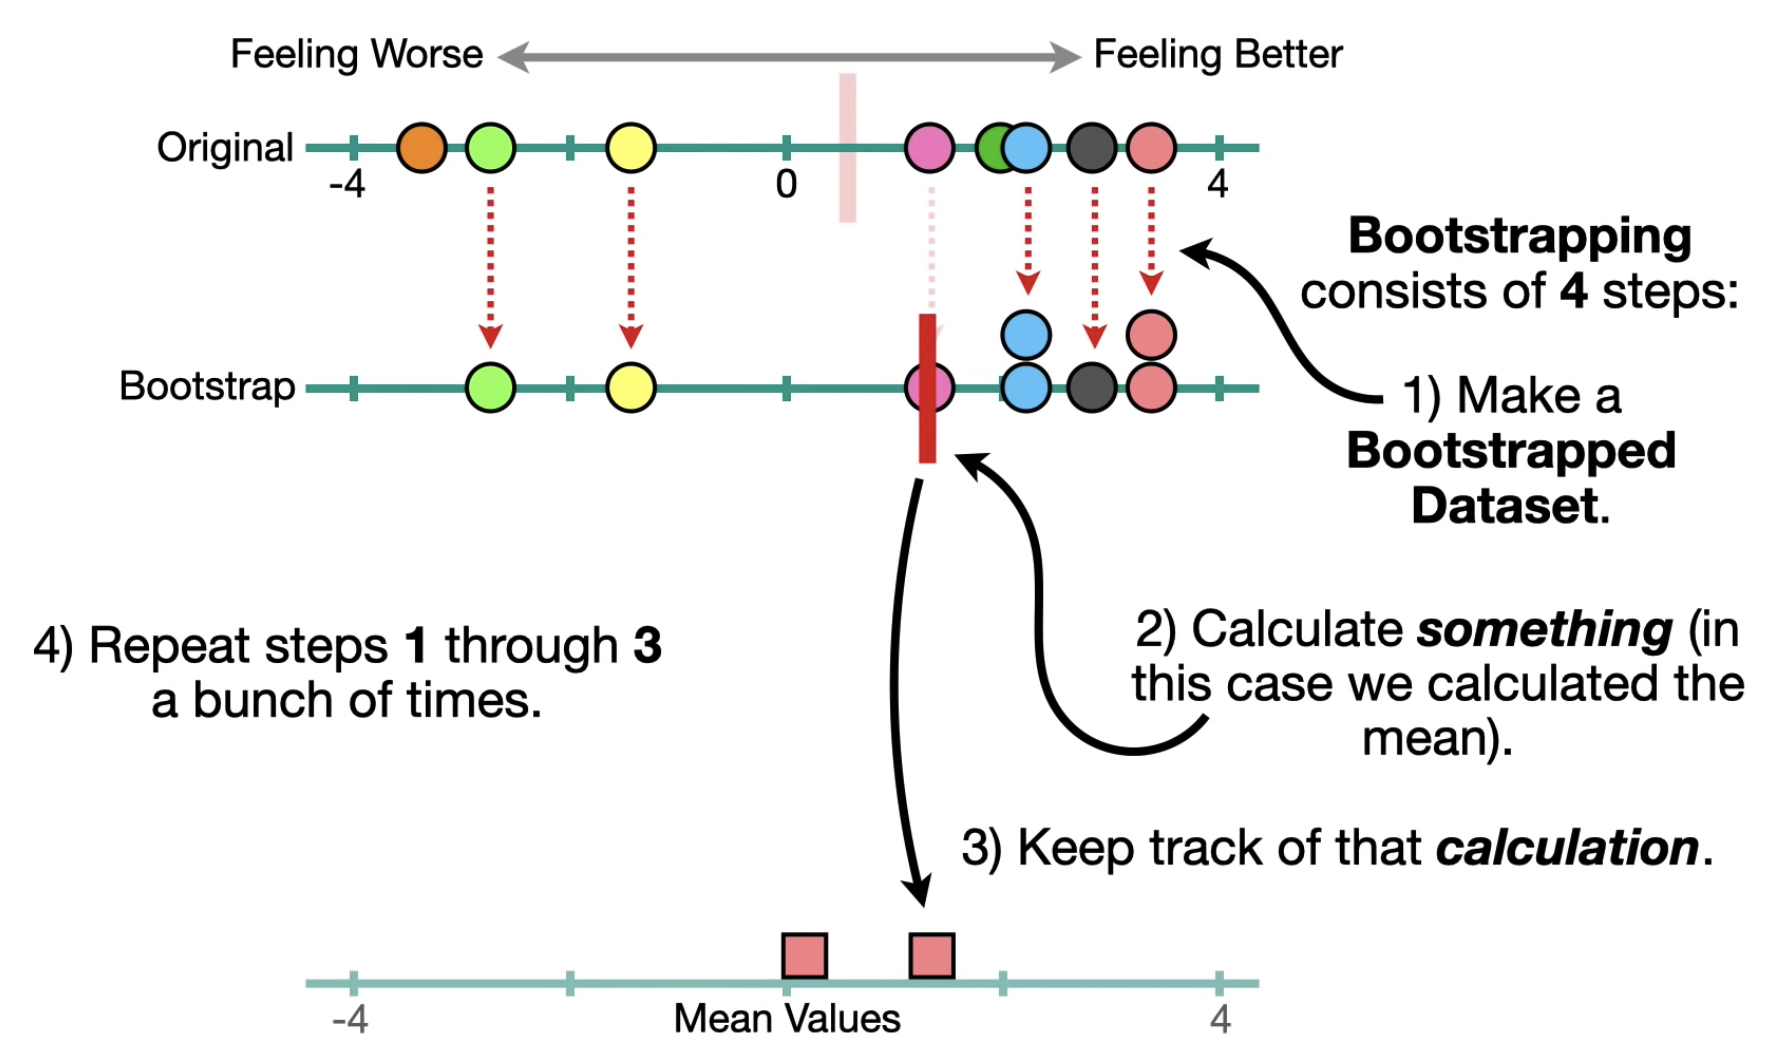 Feeling Worse Feeling Better
Original
-4 0 4
Bootstrapping
consists of 4 steps:
Bootstrap
1) Make a
Bootstrapped
Dataset.
2) Calculate something (in
this case we calculated the
mean).
3) Keep track of that calculation.
4) Repeat steps 1 through 3
a bunch of times.
-4 Mean Values 4